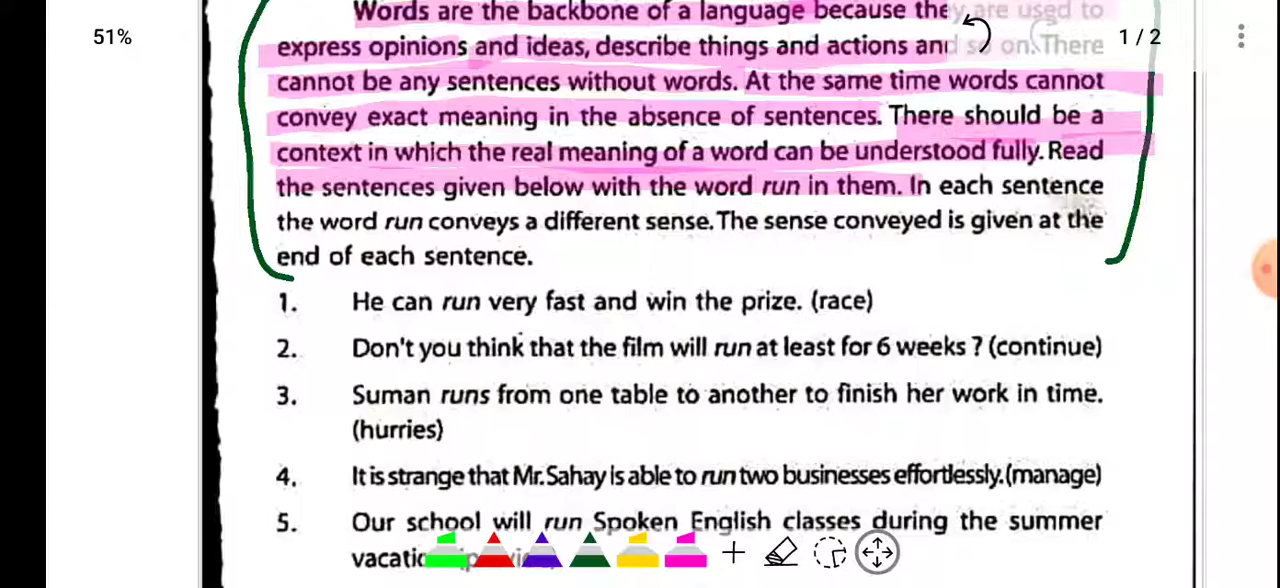 51%
1 / 2
Words are the backbone of a language because they are used to
express opinions and ideas, describe things and actions and so on. There
cannot be any sentences without words. At the same time words cannot
convey exact meaning in the absence of sentences. There should be a
context in which the real meaning of a word can be understood fully. Read
the sentences given below with the word run in them. In each sentence
the word run conveys a different sense. The sense conveyed is given at the
end of each sentence.
1. He can run very fast and win the prize. (race)
2. Don't you think that the film will run at least for 6 weeks ? (continue)
3. Suman runs from one table to another to finish her work in time.
(hurries)
4. It is strange that Mr. Sahay is able to run two businesses effortlessly. (manage)
5. Our school will run Spoken English classes during the summer